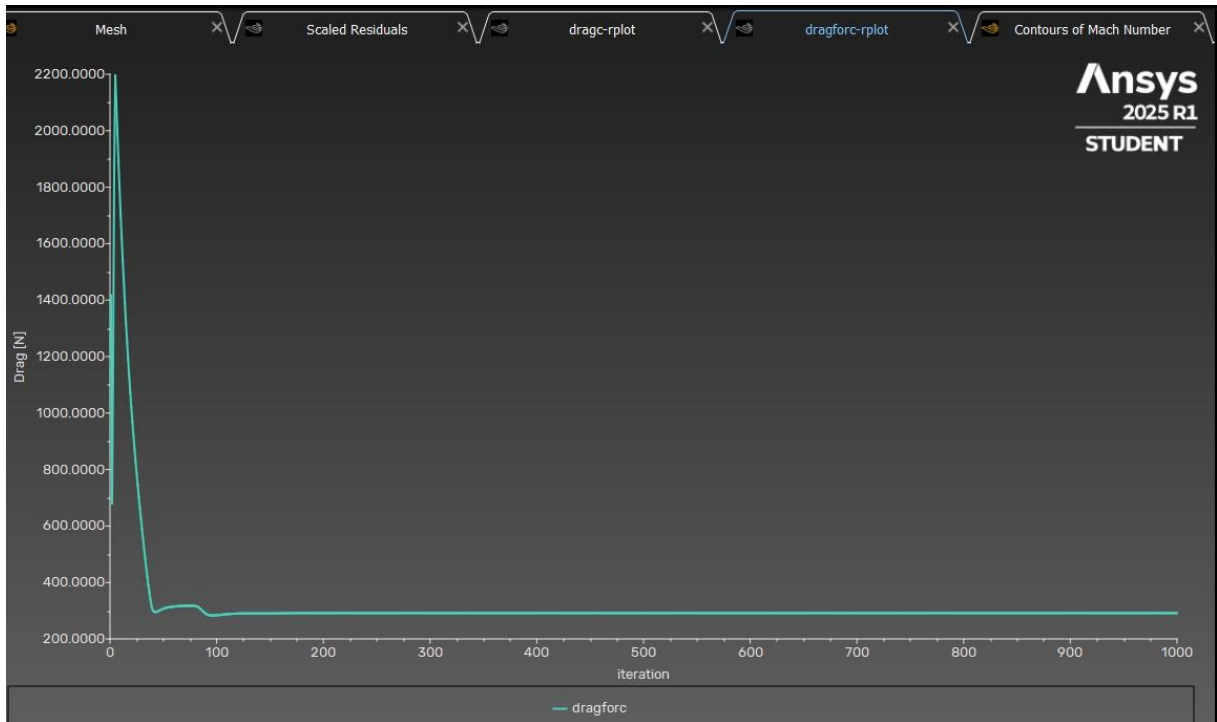 Mesh
Scaled Residuals
dragc-rplot
dragforc-rplot
Contours of Mach Number
Ansys
2025 R1
STUDENT
2200.0000
2000.0000
1800.0000
1600.0000
1400.0000
1200.0000
1000.0000
800.0000
600.0000
400.0000
200.0000
Drag [N]
0 100 200 300 400 500 600 700 800 900 1000
iteration
dragforc